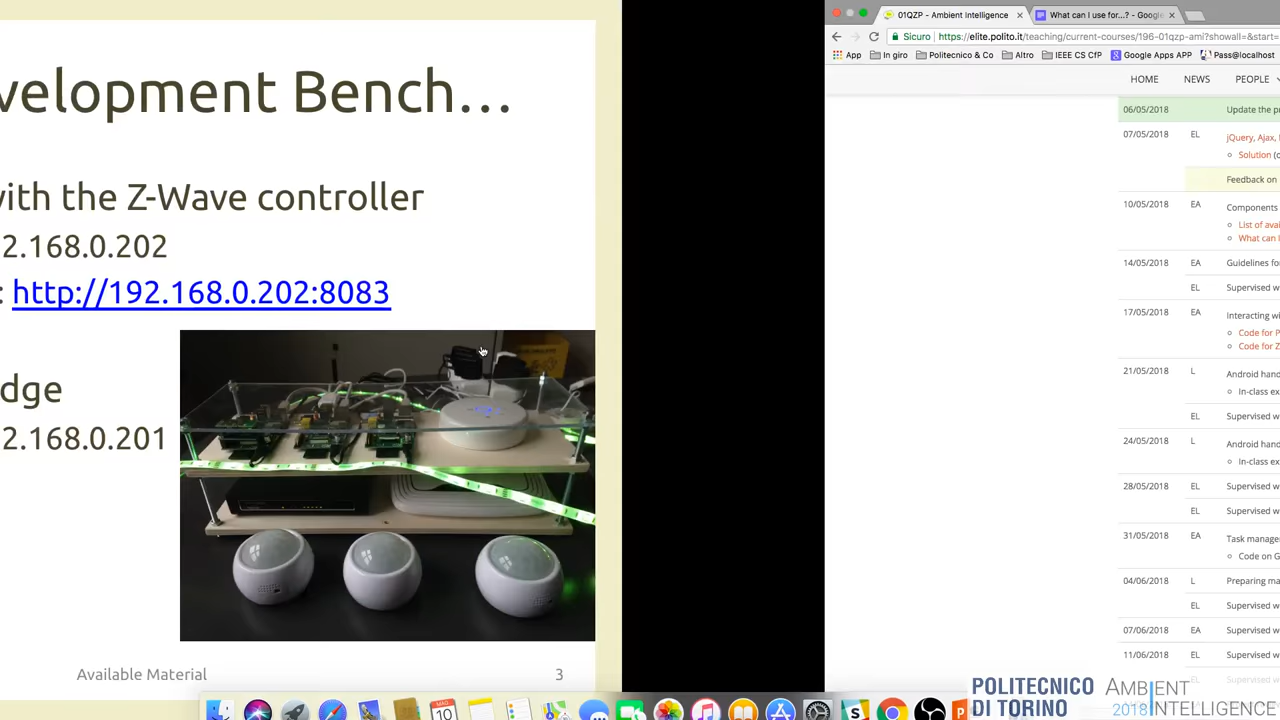 velopment Bench...
with the Z-Wave controller
2.168.0.202
: http://192.168.0.202:8083
dge
2.168.0.201
Available Material
3
01QZP - Ambient intelligence
What can I use for...? - Google
Sicuro
https://elite.polito.it/teaching/current-courses/196-01qzp-ami?showall=&start=
App
In giro
Politecnico & Co
Altro
IEEE CS CfP
Google Apps APP
Pass@localhost
HOME
NEWS
PEOPLE
06/05/2018 Update the pr
07/05/2018 EL jQuery, Ajax,
Solution (o
Feedback on
10/05/2018 EA Components
List of avai
What can I
14/05/2018 EA Guidelines for
EL Supervised w
17/05/2018 EA Interacting wi
Code for P
Code for Z
21/05/2018 L Android hand
In-class ex
EL Supervised w
24/05/2018 L Android hand
In-class ex
28/05/2018 EL Supervised w
EL Supervised w
31/05/2018 EA Task manage
Code on G
04/06/2018 L Preparing ma
EL Supervised w
07/06/2018 EA Supervised w
11/06/2018 EL Supervised w
EL Supervised w
MAG
10
POLITECNICO
DI TORINO
AMBIENT
2018 INTELLIGENCE